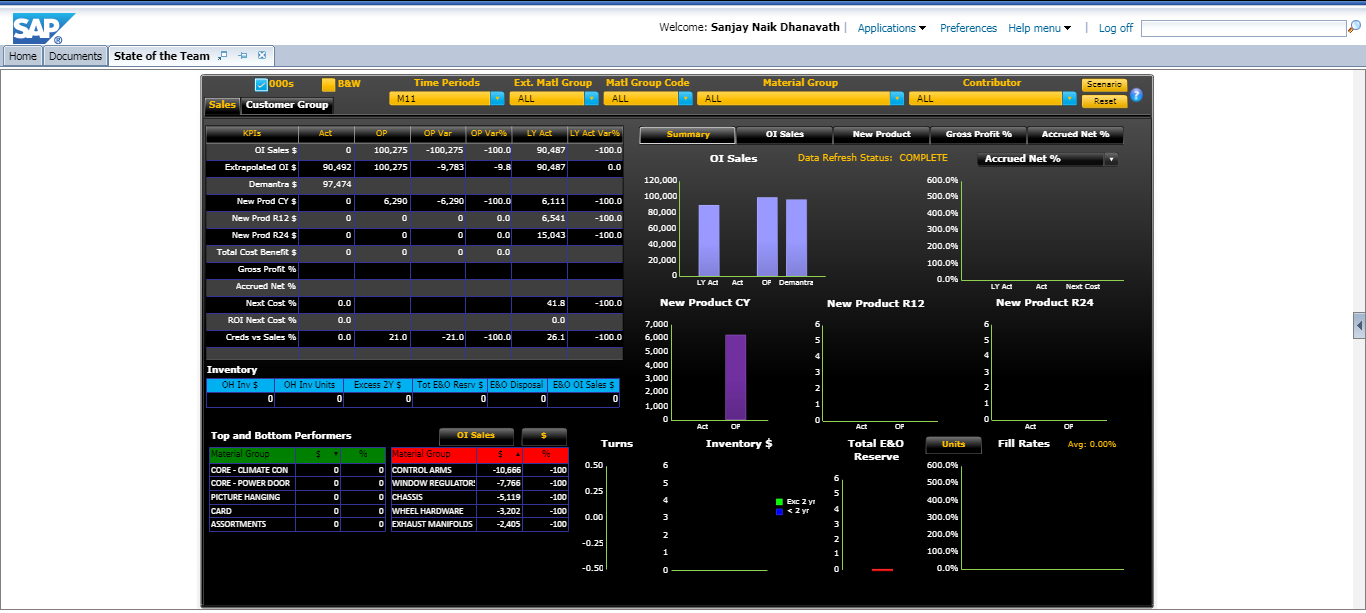 SAP ®
Welcome: Sanjay Naik Dhanavath | Applications Preferences Help menu | Log off
Home Documents State of the Team
000s B&W Time Periods Ext. Matl Group Matl Group Code Material Group Contributor Scenario
M11 ALL ALL ALL ALL Reset ?
Sales Customer Group
KPIs Act OP OP Var OP Var% LY Act LY Act Var%
OI Sales $ 0 100,275 -100,275 -100.0 90,487 -100.0
Extrapolated OI $ 90,492 100,275 -9,783 -9.8 90,487 0.0
Demantra $ 97,474
New Prod CY $ 0 6,290 -6,290 -100.0 6,111 -100.0
New Prod R12 $ 0 0 0 0.0 6,541 -100.0
New Prod R24 $ 0 0 0 0.0 15,043 -100.0
Total Cost Benefit $ 0 0 0 0.0
Gross Profit %
Accrued Net %
Next Cost % 0.0 41.8 -100.0
ROI Next Cost % 0.0 0.0
Creds vs Sales % 0.0 21.0 -21.0 -100.0 26.1 -100.0
Inventory
OH Inv $ OH Inv Units Excess 2Y $ Tot E&O Resrv $ E&O Disposal E&O OI Sales $
0 0 0 0 0 0
Top and Bottom Performers OI Sales $
Material Group $ %
CORE - CLIMATE CON 0 0
CORE - POWER DOOR 0 0
PICTURE HANGING 0 0
CARD 0 0
ASSORTMENTS 0 0
Material Group $ %
CONTROL ARMS -10,666 -100
WINDOW REGULATORS -7,766 -100
CHASSIS -5,119 -100
WHEEL HARDWARE -3,202 -100
EXHAUST MANIFOLDS -2,405 -100
Summary OI Sales New Product Gross Profit % Accrued Net %
OI Sales Data Refresh Status: COMPLETE Accrued Net %
120,000
100,000
80,000
60,000
40,000
20,000
0
LY Act Act OP Demantra
600.0%
500.0%
400.0%
300.0%
200.0%
100.0%
0.0%
LY Act Act Next Cost
New Product CY
7,000
6,000
5,000
4,000
3,000
2,000
1,000
0
Act OP
New Product R12
6
5
4
3
2
1
0
Act OP
New Product R24
6
5
4
3
2
1
0
Act OP
Turns
0.50
0.25
0.00
-0.25
-0.50
Inventory $
6
5
4
3
2
1
0
Exc 2 yr
< 2 yr
Total E&O
Reserve
6
5
4
3
2
1
0
Units Fill Rates Avg: 0.00%
600.0%
500.0%
400.0%
300.0%
200.0%
100.0%
0.0%